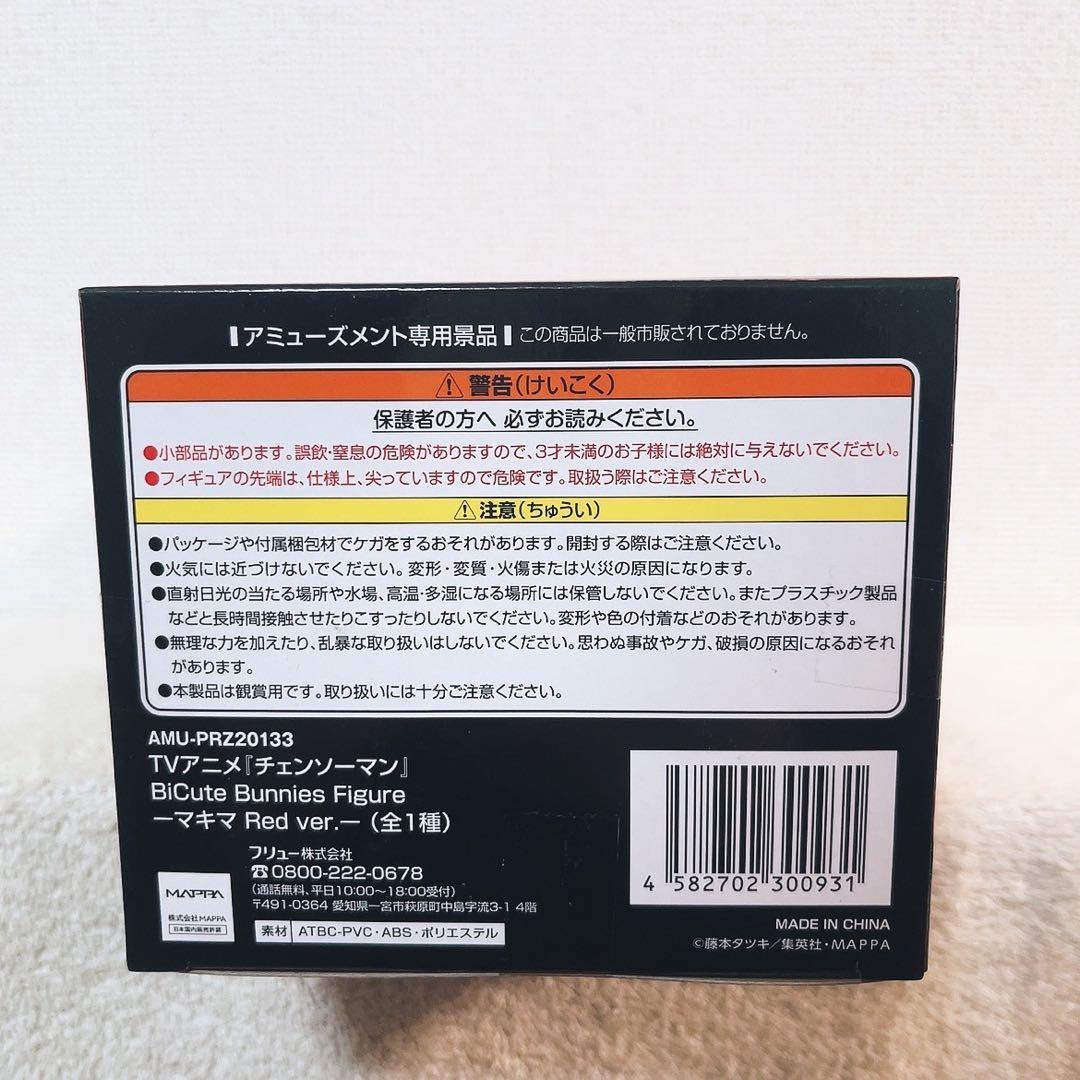 アミューズメント専用景品 この商品は一般市販されておりません。
⚠警告(けいこく)
保護者の方へ 必ずお読みください。
●小部品があります。誤飲・窒息の危険がありますので、3才未満のお子様には絶対に与えないでください。
●フィギュアの先端は、仕様上、尖っていますので危険です。取扱う際はご注意ください。
⚠注意(ちゅうい)
●パッケージや付属梱包材でケガをするおそれがあります。開封する際はご注意ください。
●火気には近づけないでください。変形・変質・火傷または火災の原因になります。
●直射日光の当たる場所や水場、高温・多湿になる場所には保管しないでください。またプラスチック製品
などと長時間接触させたりこすったりしないでください。変形や色の付着などのおそれがあります。
●無理な力を加えたり、乱暴な取り扱いはしないでください。思わぬ事故やケガ、破損の原因になるおそれ
があります。
●本製品は観賞用です。取り扱いには十分ご注意ください。
AMU-PRZ20133
TVアニメ『チェンソーマン』
BiCute Bunnies Figure
ーマキマ Red ver.ー(全1種)
フリュー株式会社
☎0800-222-0678
(通話無料、平日10:00〜18:00受付)
〒491-0364 愛知県一宮市萩原町中島字流3-1 4階
MAPPA
株式会社MAPPA
日本国内販売許諾
素材 ATBC-PVC・ABS・ポリエステル
4 582702 300931
MADE IN CHINA
©藤本タツキ/集英社・MAPPA